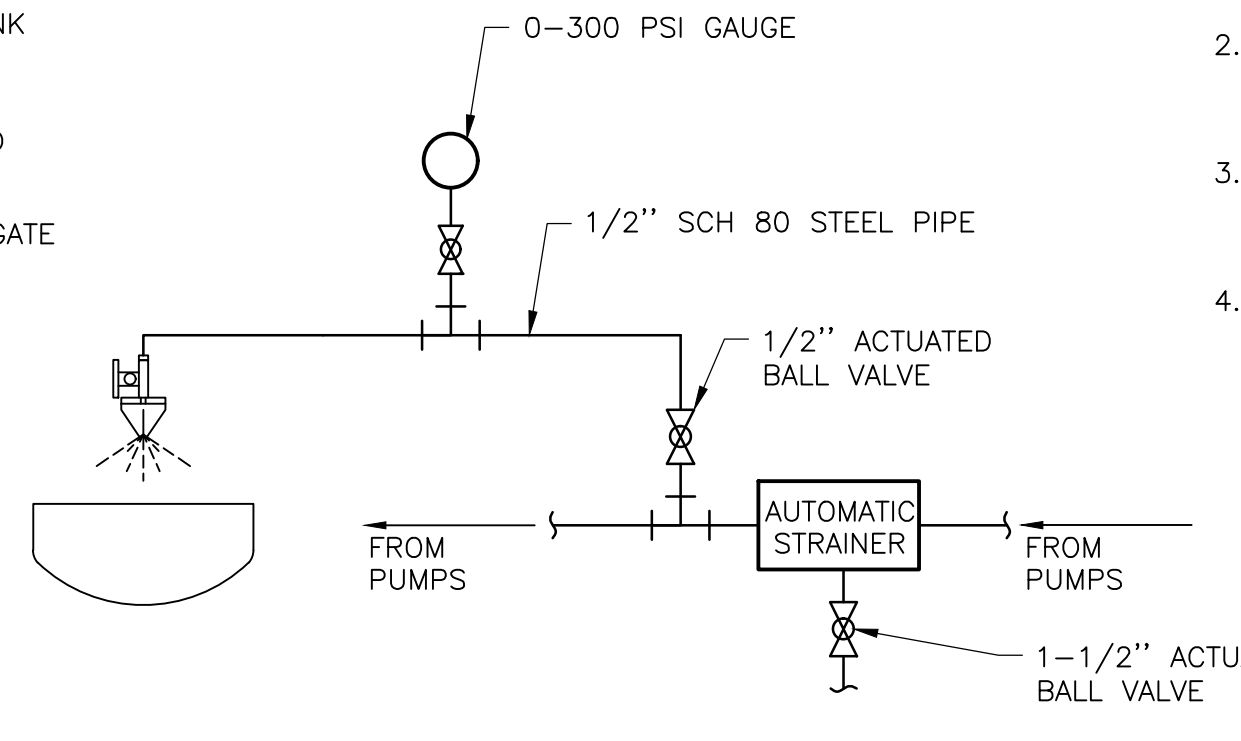 NK
GATE
0-300 PSI GAUGE
1/2'' SCH 80 STEEL PIPE
1/2'' ACTUATED
BALL VALVE
AUTOMATIC
STRAINER
FROM
PUMPS
FROM
PUMPS
1-1/2'' ACTU
BALL VALVE
2.
3.
4.